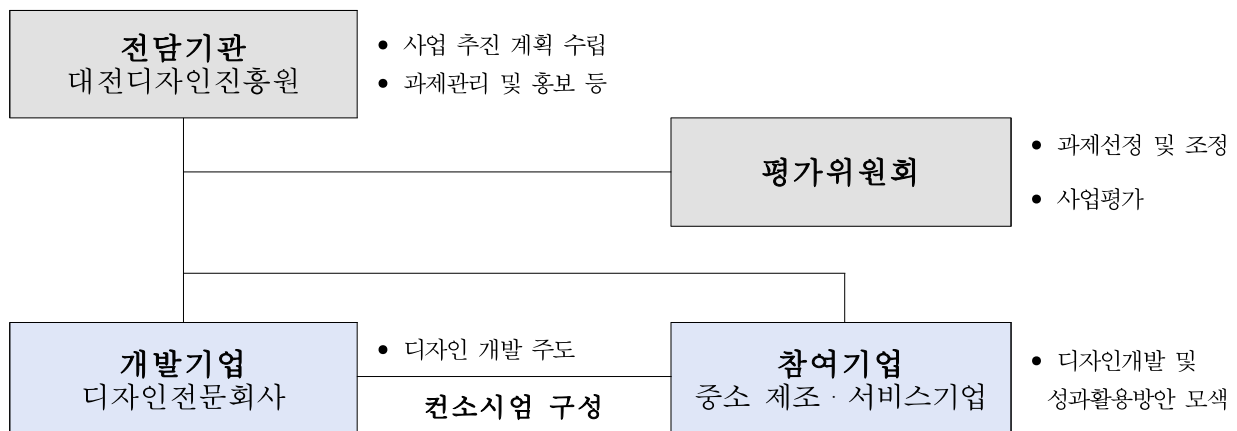 전담기관
대전디자인진흥원
• 사업 추진 계획 수립
• 과제관리 및 홍보 등
평가위원회
• 과제선정 및 조정
• 사업평가
개발기업
디자인전문회사
• 디자인 개발 주도
컨소시엄 구성
참여기업
중소 제조·서비스기업
• 디자인개발 및
성과활용방안 모색